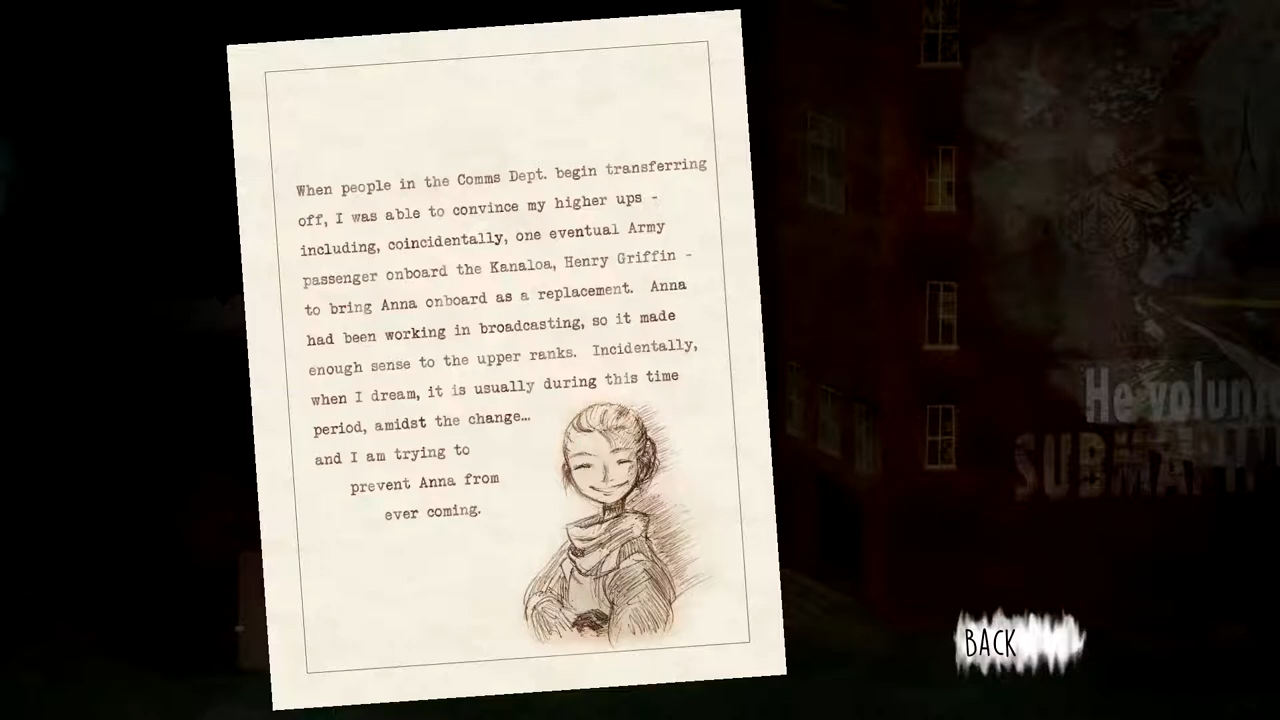 When people in the Comms Dept. begin transferring
off, I was able to convince my higher ups -
including, coincidentally, one eventual Army
passenger onboard the Kanaloa, Henry Griffin -
to bring Anna onboard as a replacement. Anna
had been working in broadcasting, so it made
enough sense to the upper ranks. Incidentally,
when I dream, it is usually during this time
period, amidst the change…
and I am trying to
prevent Anna from
ever coming.
He volun
SUBMARIN
BACK